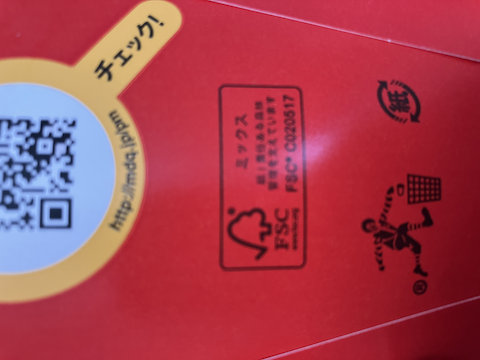 チェック!
http://mdq.jp/qm
ミックス
紙|責任ある森林
管理を支えています
FSC® C020517
FSC
www.fsc.org
紙
®